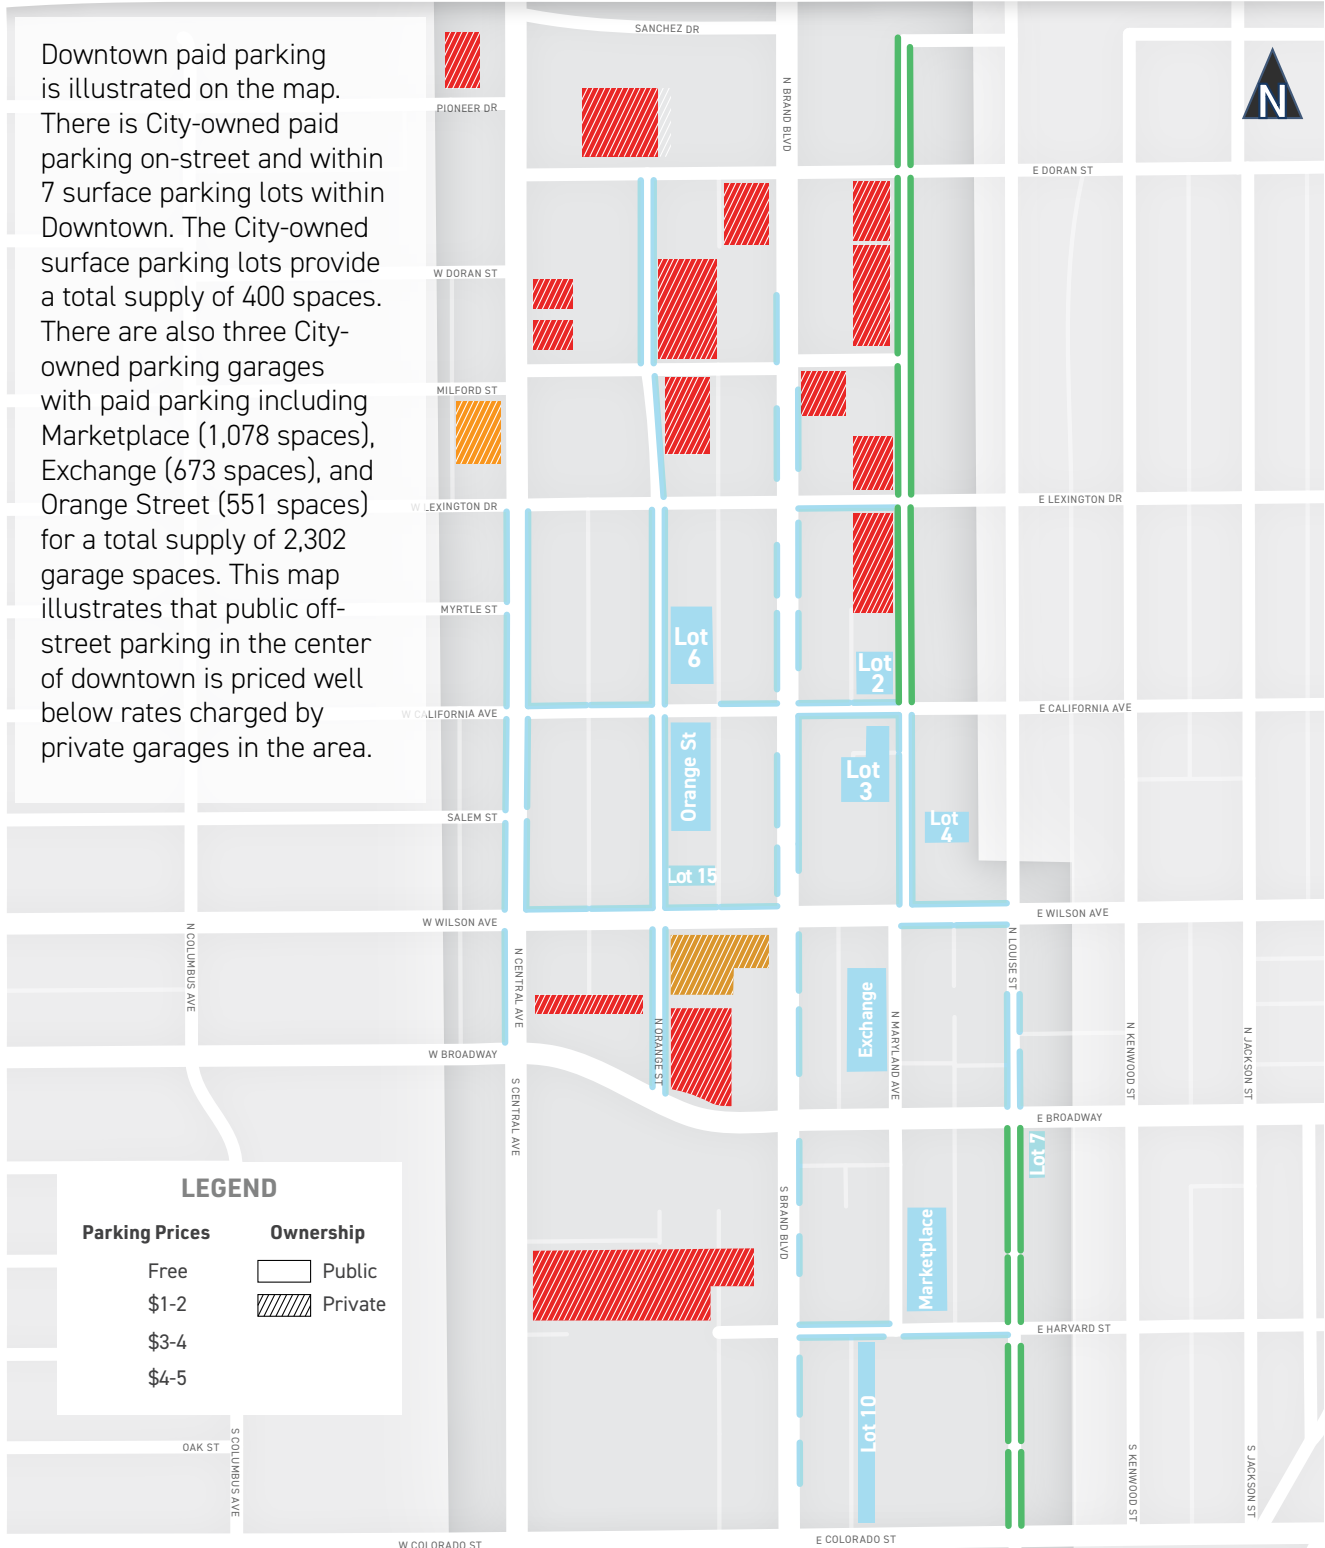 Downtown paid parking
is illustrated on the map.
There is City-owned paid
parking on-street and within
7 surface parking lots within
Downtown. The City-owned
surface parking lots provide
a total supply of 400 spaces.
There are also three City-
owned parking garages
with paid parking including
Marketplace (1,078 spaces),
Exchange (673 spaces), and
Orange Street (551 spaces)
for a total supply of 2,302
garage spaces. This map
illustrates that public off-
street parking in the center
of downtown is priced well
below rates charged by
private garages in the area.
SANCHEZ DR
N BRAND BLVD
N
PIONEER DR
E DORAN ST
W DORAN ST
MILFORD ST
W LEXINGTON DR
E LEXINGTON DR
MYRTLE ST
Lot
6
Lot
2
W CALIFORNIA AVE
E CALIFORNIA AVE
Orange St
Lot
3
Lot
4
SALEM ST
Lot 15
W WILSON AVE
E WILSON AVE
N COLUMBUS AVE
N CENTRAL AVE
N LOUISE ST
Exchange
N ORANGE ST
N MARYLAND AVE
N KENWOOD ST
N JACKSON ST
W BROADWAY
S CENTRAL AVE
E BROADWAY
Lot 7
S BRAND BLVD
Marketplace
E HARVARD ST
LEGEND
Parking Prices
Ownership
Free
Public
$1-2
Private
$3-4
$4-5
Lot 10
OAK ST
S COLUMBUS AVE
S KENWOOD ST
S JACKSON ST
W COLORADO ST
E COLORADO ST